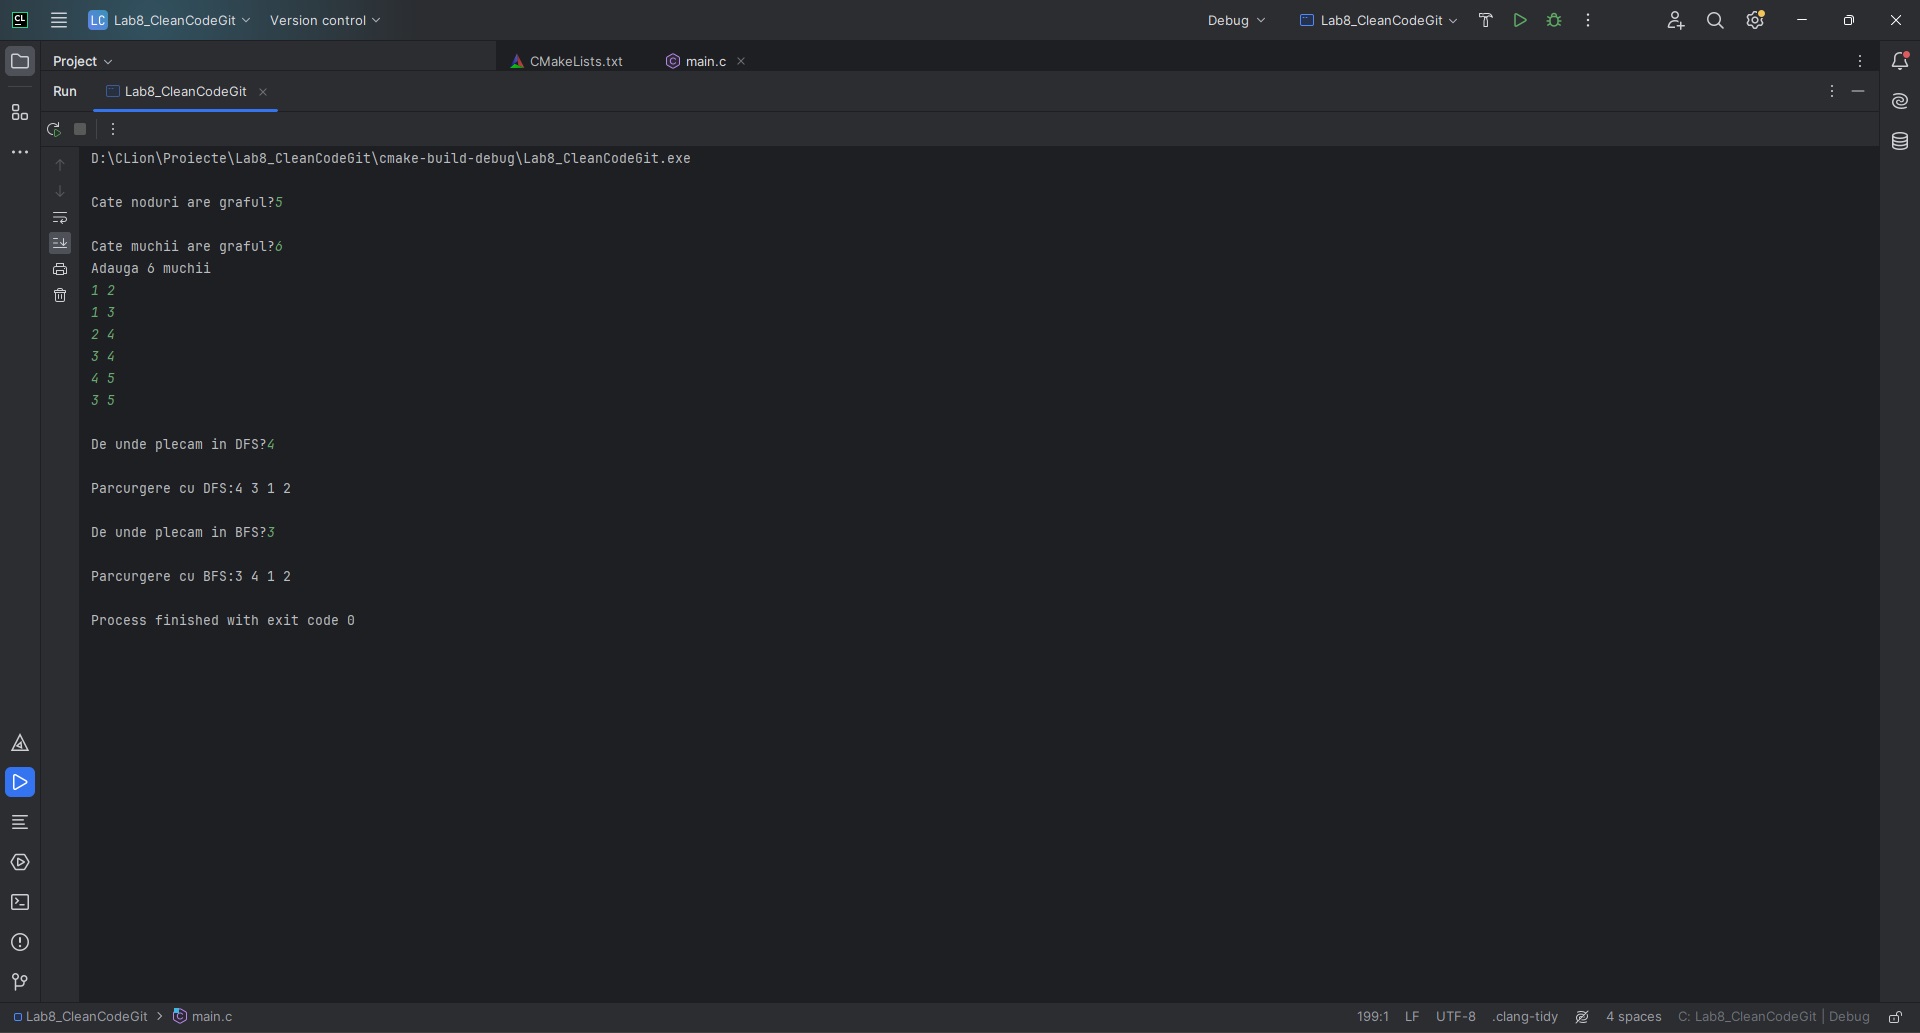 CL
LC Lab8_CleanCodeGit Version control Debug Lab8_CleanCodeGit
Project CMakeLists.txt C main.c
Run Lab8_CleanCodeGit
D:\CLion\Proiecte\Lab8_CleanCodeGit\cmake-build-debug\Lab8_CleanCodeGit.exe
Cate noduri are graful?5
Cate muchii are graful?6
Adauga 6 muchii
1 2
1 3
2 4
3 4
4 5
3 5
De unde plecam in DFS?4
Parcurgere cu DFS:4 3 1 2
De unde plecam in BFS?3
Parcurgere cu BFS:3 4 1 2
Process finished with exit code 0
Lab8_CleanCodeGit C main.c 199:1 LF UTF-8 .clang-tidy 4 spaces C: Lab8_CleanCodeGit | Debug